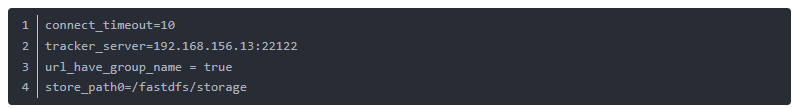 1 connect_timeout=10
2 tracker_server=192.168.156.13:22122
3 url_have_group_name = true
4 store_path0=/fastdfs/storage